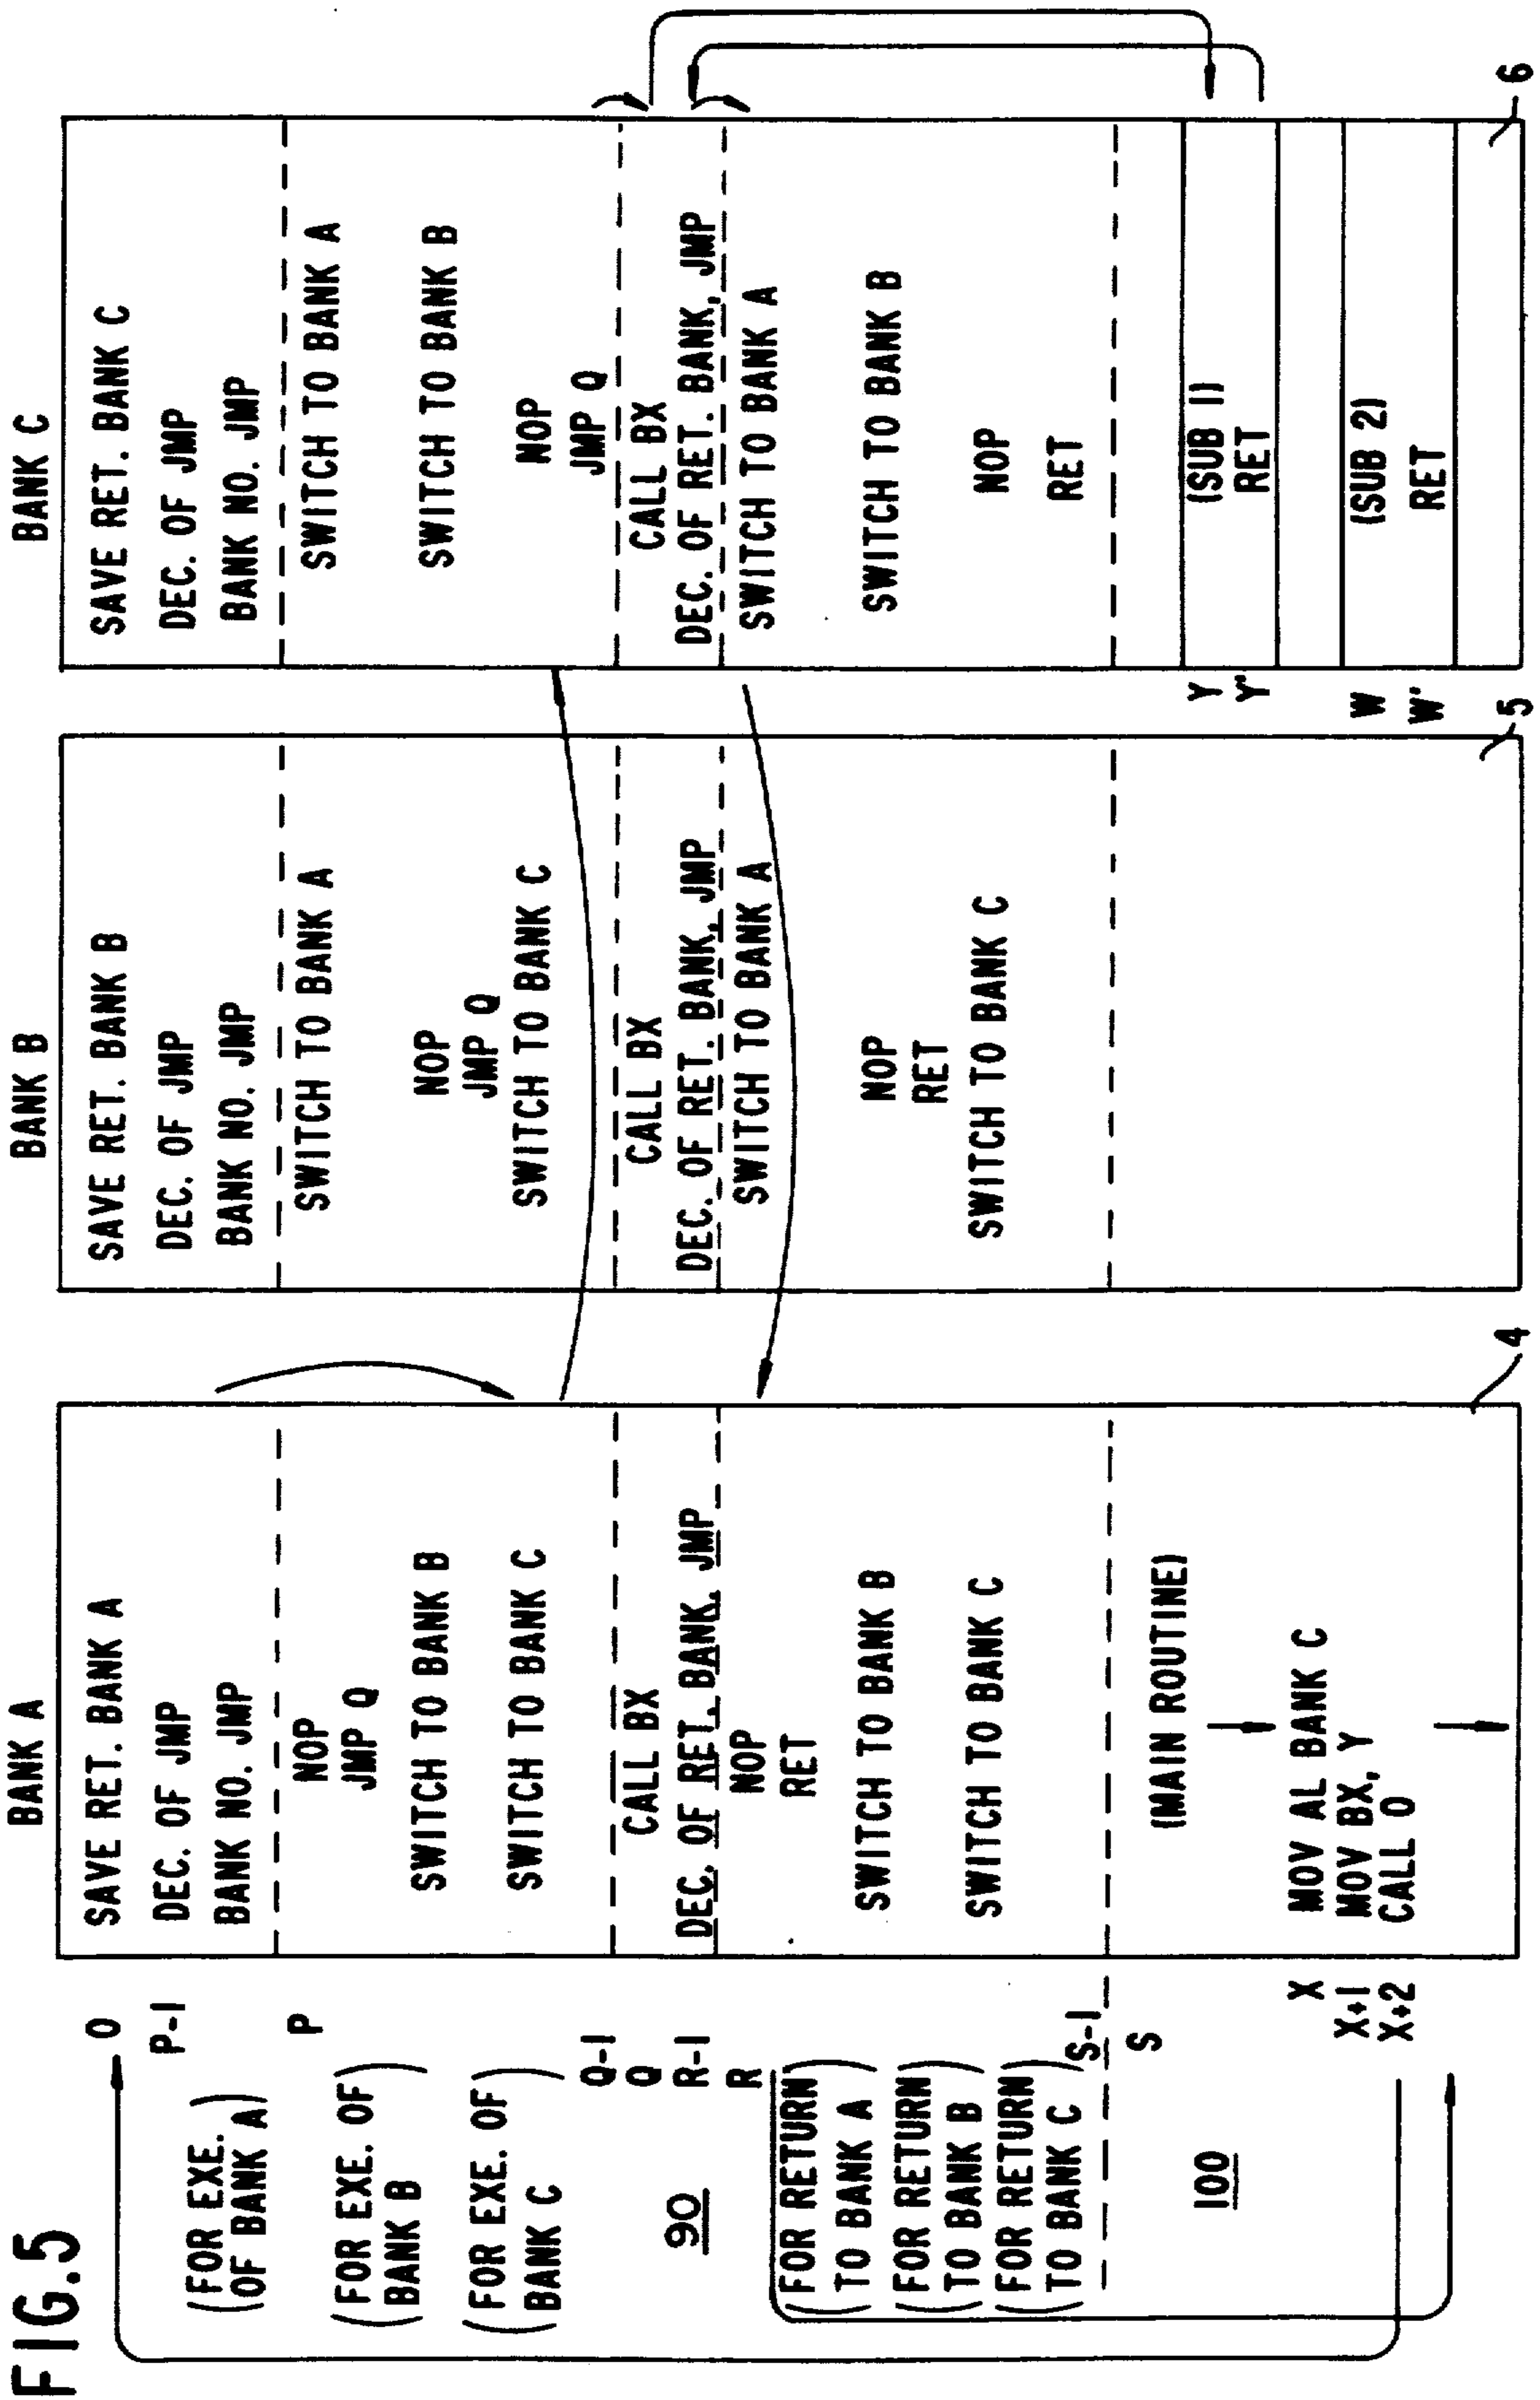 FIG.5
BANK A
BANK B
BANK C
0
P-1
(FOR EXE.
OF BANK A)
P
(FOR EXE. OF
BANK B)
(FOR EXE. OF
BANK C)
Q-1
Q
R-1
R
90
(FOR RETURN
TO BANK A)
(FOR RETURN
TO BANK B)
(FOR RETURN
TO BANK C)
S-1
S
100
X
X+1
X+2
SAVE RET. BANK A
DEC. OF JMP
BANK NO. JMP
NOP
JMP Q
SWITCH TO BANK B
SWITCH TO BANK C
CALL BX
DEC. OF RET. BANK, JMP
NOP
RET
SWITCH TO BANK B
SWITCH TO BANK C
(MAIN ROUTINE)
MOV AL BANK C
MOV BX, Y
CALL O
4
SAVE RET. BANK B
DEC. OF JMP
BANK NO. JMP
SWITCH TO BANK A
NOP
JMP Q
SWITCH TO BANK C
CALL BX
DEC. OF RET. BANK, JMP
SWITCH TO BANK A
NOP
RET
SWITCH TO BANK C
5
SAVE RET. BANK C
DEC. OF JMP
BANK NO. JMP
SWITCH TO BANK A
SWITCH TO BANK B
NOP
JMP Q
CALL BX
DEC. OF RET. BANK, JMP
SWITCH TO BANK A
SWITCH TO BANK B
NOP
RET
Y
(SUB 1)
Y'
RET
W
(SUB 2)
W'
RET
6